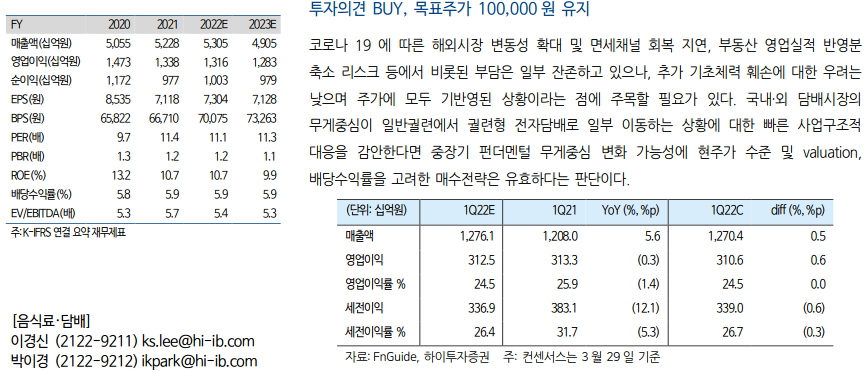 FY 2020 2021 2022E 2023E
매출액(십억원) 5,055 5,228 5,305 4,905
영업이익(십억원) 1,473 1,338 1,316 1,283
순이익(십억원) 1,172 977 1,003 979
EPS(원) 8,535 7,118 7,304 7,128
BPS(원) 65,822 66,710 70,075 73,263
PER(배) 9.7 11.4 11.1 11.3
PBR(배) 1.3 1.2 1.2 1.1
ROE(%) 13.2 10.7 10.7 9.9
배당수익률(%) 5.8 5.9 5.9 5.9
EV/EBITDA(배) 5.3 5.7 5.4 5.3
주: K-IFRS 연결 요약 재무제표
[음식료·담배]
이경신 (2122-9211) ks.lee@hi-ib.com
박이경 (2122-9212) ikpark@hi-ib.com
투자의견 BUY, 목표주가 100,000원 유지
코로나 19 에 따른 해외시장 변동성 확대 및 면세채널 회복 지연, 부동산 영업실적 반영분
축소 리스크 등에서 비롯된 부담은 일부 잔존하고 있으나, 추가 기초체력 훼손에 대한 우려는
낮으며 주가에 모두 기반영된 상황이라는 점에 주목할 필요가 있다. 국내·외 담배시장의
무게중심이 일반궐련에서 궐련형 전자담배로 일부 이동하는 상황에 대한 빠른 사업구조적
대응을 감안한다면 중장기 펀더멘털 무게중심 변화 가능성에 현주가 수준 및 valuation,
배당수익률을 고려한 매수전략은 유효하다는 판단이다.
(단위: 십억원) 1Q22E 1Q21 YoY (%, %p) 1Q22C diff (%, %p)
매출액 1,276.1 1,208.0 5.6 1,270.4 0.5
영업이익 312.5 313.3 (0.3) 310.6 0.6
영업이익률 % 24.5 25.9 (1.4) 24.5 0.0
세전이익 336.9 383.1 (12.1) 339.0 (0.6)
세전이익률 % 26.4 31.7 (5.3) 26.7 (0.3)
자료: FnGuide, 하이투자증권 주: 컨센서스는 3 월 29 일 기준